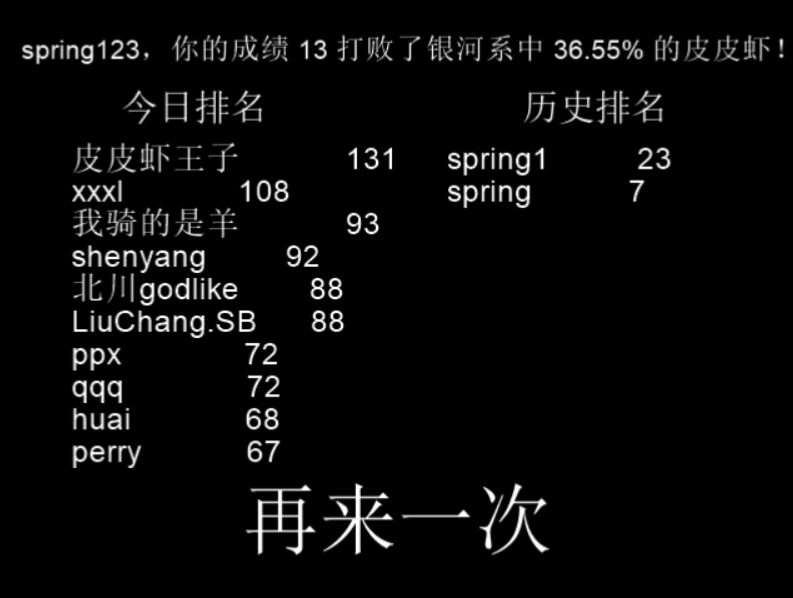 spring123，你的成绩 13 打败了银河系中 36.55% 的皮皮虾！
今日排名
皮皮虾王子 131
xxxl 108
我骑的是羊 93
shenyang 92
北川godlike 88
LiuChang.SB 88
ppx 72
qqq 72
huai 68
perry 67
历史排名
spring1 23
spring 7
再来一次